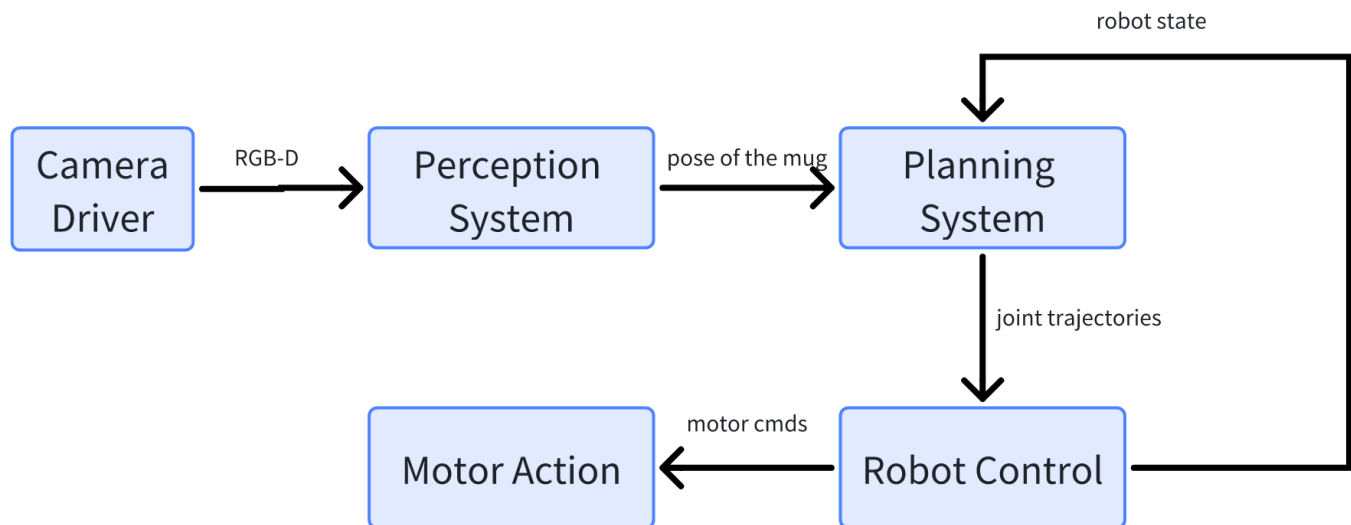 robot state
Camera
Driver
RGB-D
Perception
System
pose of the mug
Planning
System
joint trajectories
Motor Action
motor cmds
Robot Control